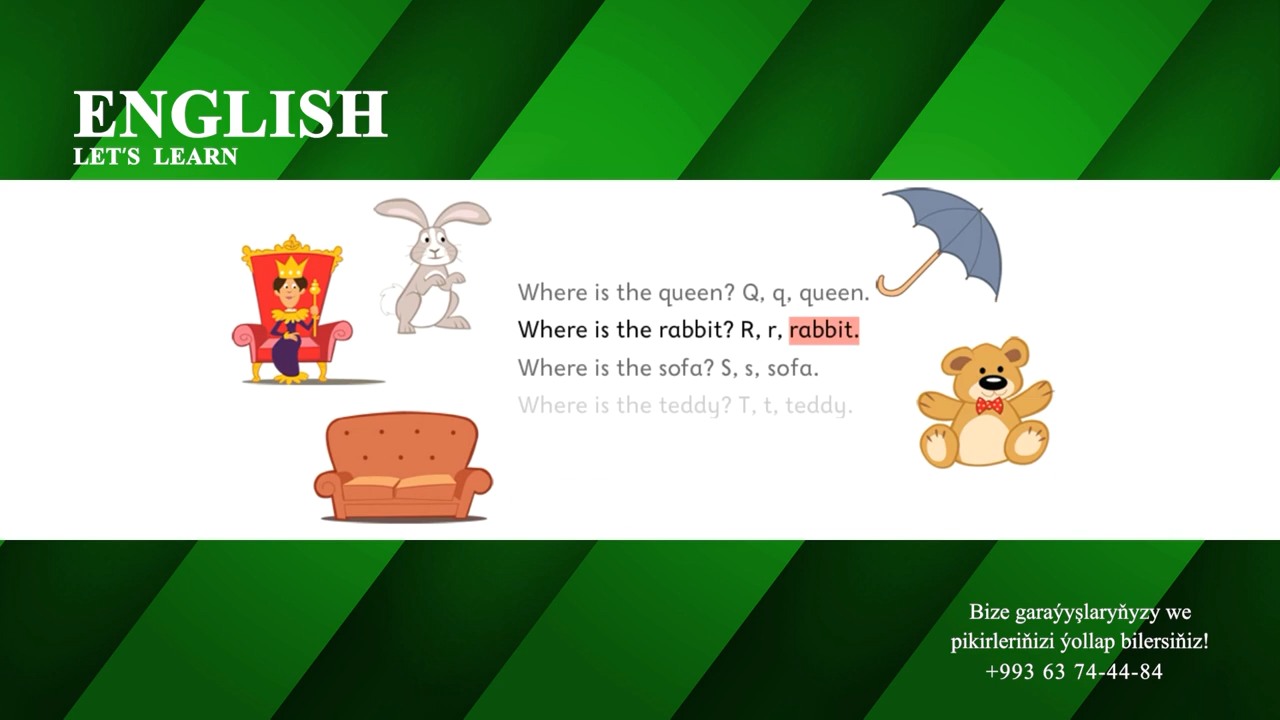 ENGLISH
LET'S LEARN
Where is the queen? Q, q, queen.
Where is the rabbit? R, r, rabbit.
Where is the sofa? S, s, sofa.
Where is the teddy? T, t, teddy.
Bize garaýyşlaryňyzy we
pikirleriňizi ýollap bilersiňiz!
+993 63 74-44-84